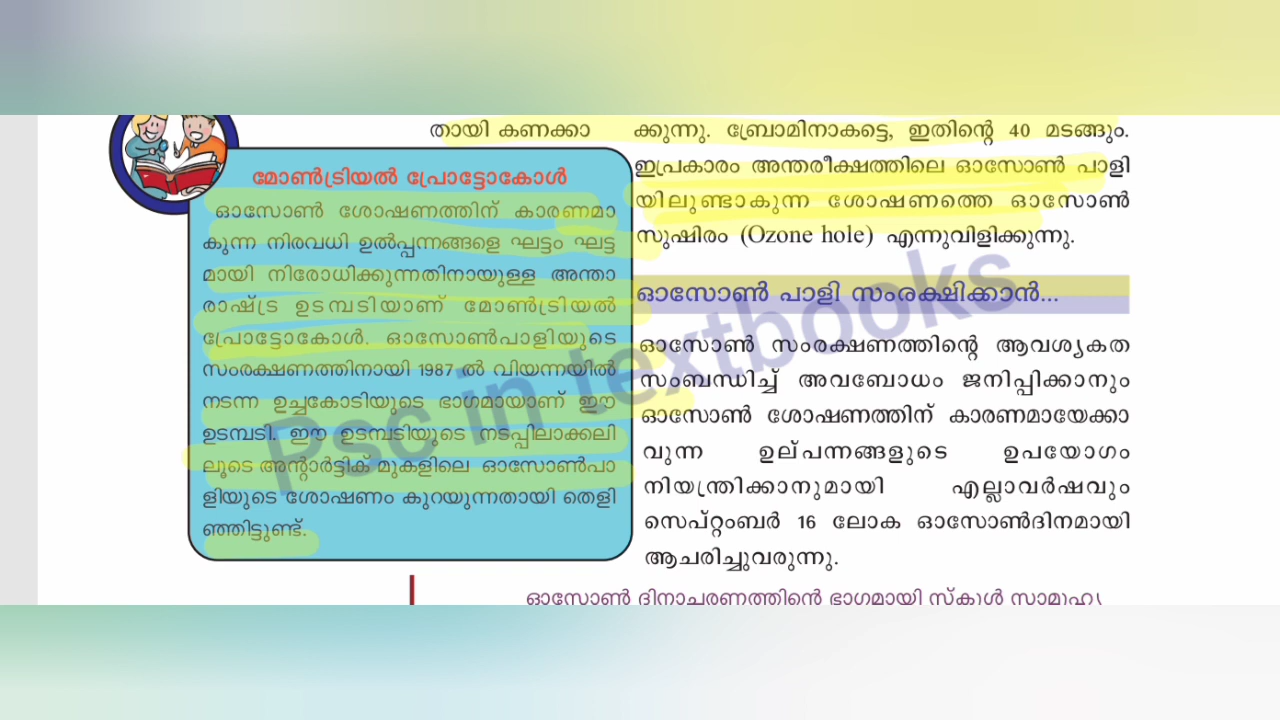 തായി കണക്കാക്കുന്നു. ബ്രോമിനാകട്ടെ, ഇതിന്റെ 40 മടങ്ങും.
ഇപ്രകാരം അന്തരീക്ഷത്തിലെ ഓസോൺ പാളി
യിലുണ്ടാകുന്ന ശോഷണത്തെ ഓസോൺ
സുഷിരം (Ozone hole) എന്നുവിളിക്കുന്നു.
മോൺട്രിയൽ പ്രോട്ടോകോൾ
ഓസോൺ ശോഷണത്തിന് കാരണമാ
കുന്ന നിരവധി ഉൽപ്പന്നങ്ങളെ ഘട്ടം ഘട്ട
മായി നിരോധിക്കുന്നതിനായുള്ള അന്താ
രാഷ്ട്ര ഉടമ്പടിയാണ് മോൺട്രിയൽ
പ്രോട്ടോകോൾ. ഓസോൺപാളിയുടെ
സംരക്ഷണത്തിനായി 1987 ൽ വിയന്നയിൽ
നടന്ന ഉച്ചകോടിയുടെ ഭാഗമായാണ് ഈ
ഉടമ്പടി. ഈ ഉടമ്പടിയുടെ നടപ്പിലാക്കലി
ലൂടെ അന്റാർട്ടിക് മുകളിലെ ഓസോൺപാ
ളിയുടെ ശോഷണം കുറയുന്നതായി തെളി
ഞ്ഞിട്ടുണ്ട്.
ഓസോൺ പാളി സംരക്ഷിക്കാൻ...
ഓസോൺ സംരക്ഷണത്തിന്റെ ആവശ്യകത
സംബന്ധിച്ച് അവബോധം ജനിപ്പിക്കാനും
ഓസോൺ ശോഷണത്തിന് കാരണമായേക്കാ
വുന്ന ഉല്പന്നങ്ങളുടെ ഉപയോഗം
നിയന്ത്രിക്കാനുമായി എല്ലാവർഷവും
സെപ്റ്റംബർ 16 ലോക ഓസോൺദിനമായി
ആചരിച്ചുവരുന്നു.
ഓസോൺ ദിനാചരണത്തിന്റെ ഭാഗമായി സ്കൂൾ സാമൂഹ്യ
Psc in textbooks